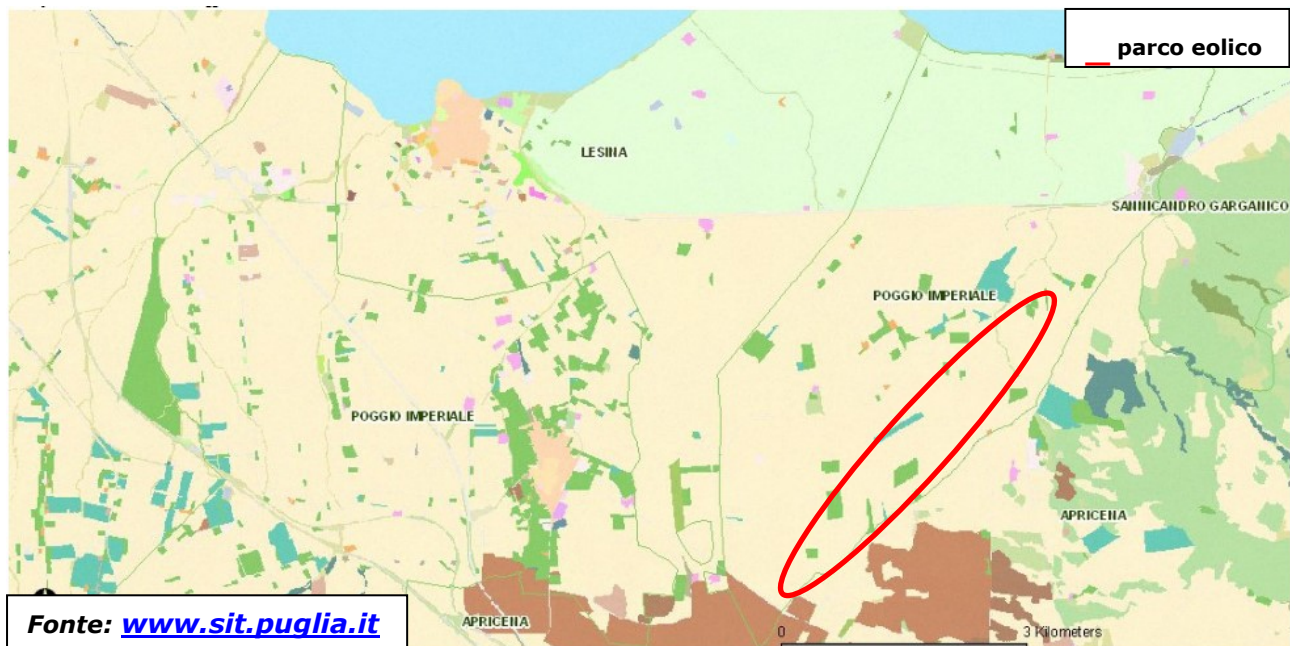 parco eolico
LESINA
SANNICANDRO GARGANICO
POGGIO IMPERIALE
POGGIO IMPERIALE
APRICENA
APRICENA
Fonte: www.sit.puglia.it
0
3 Kilometers